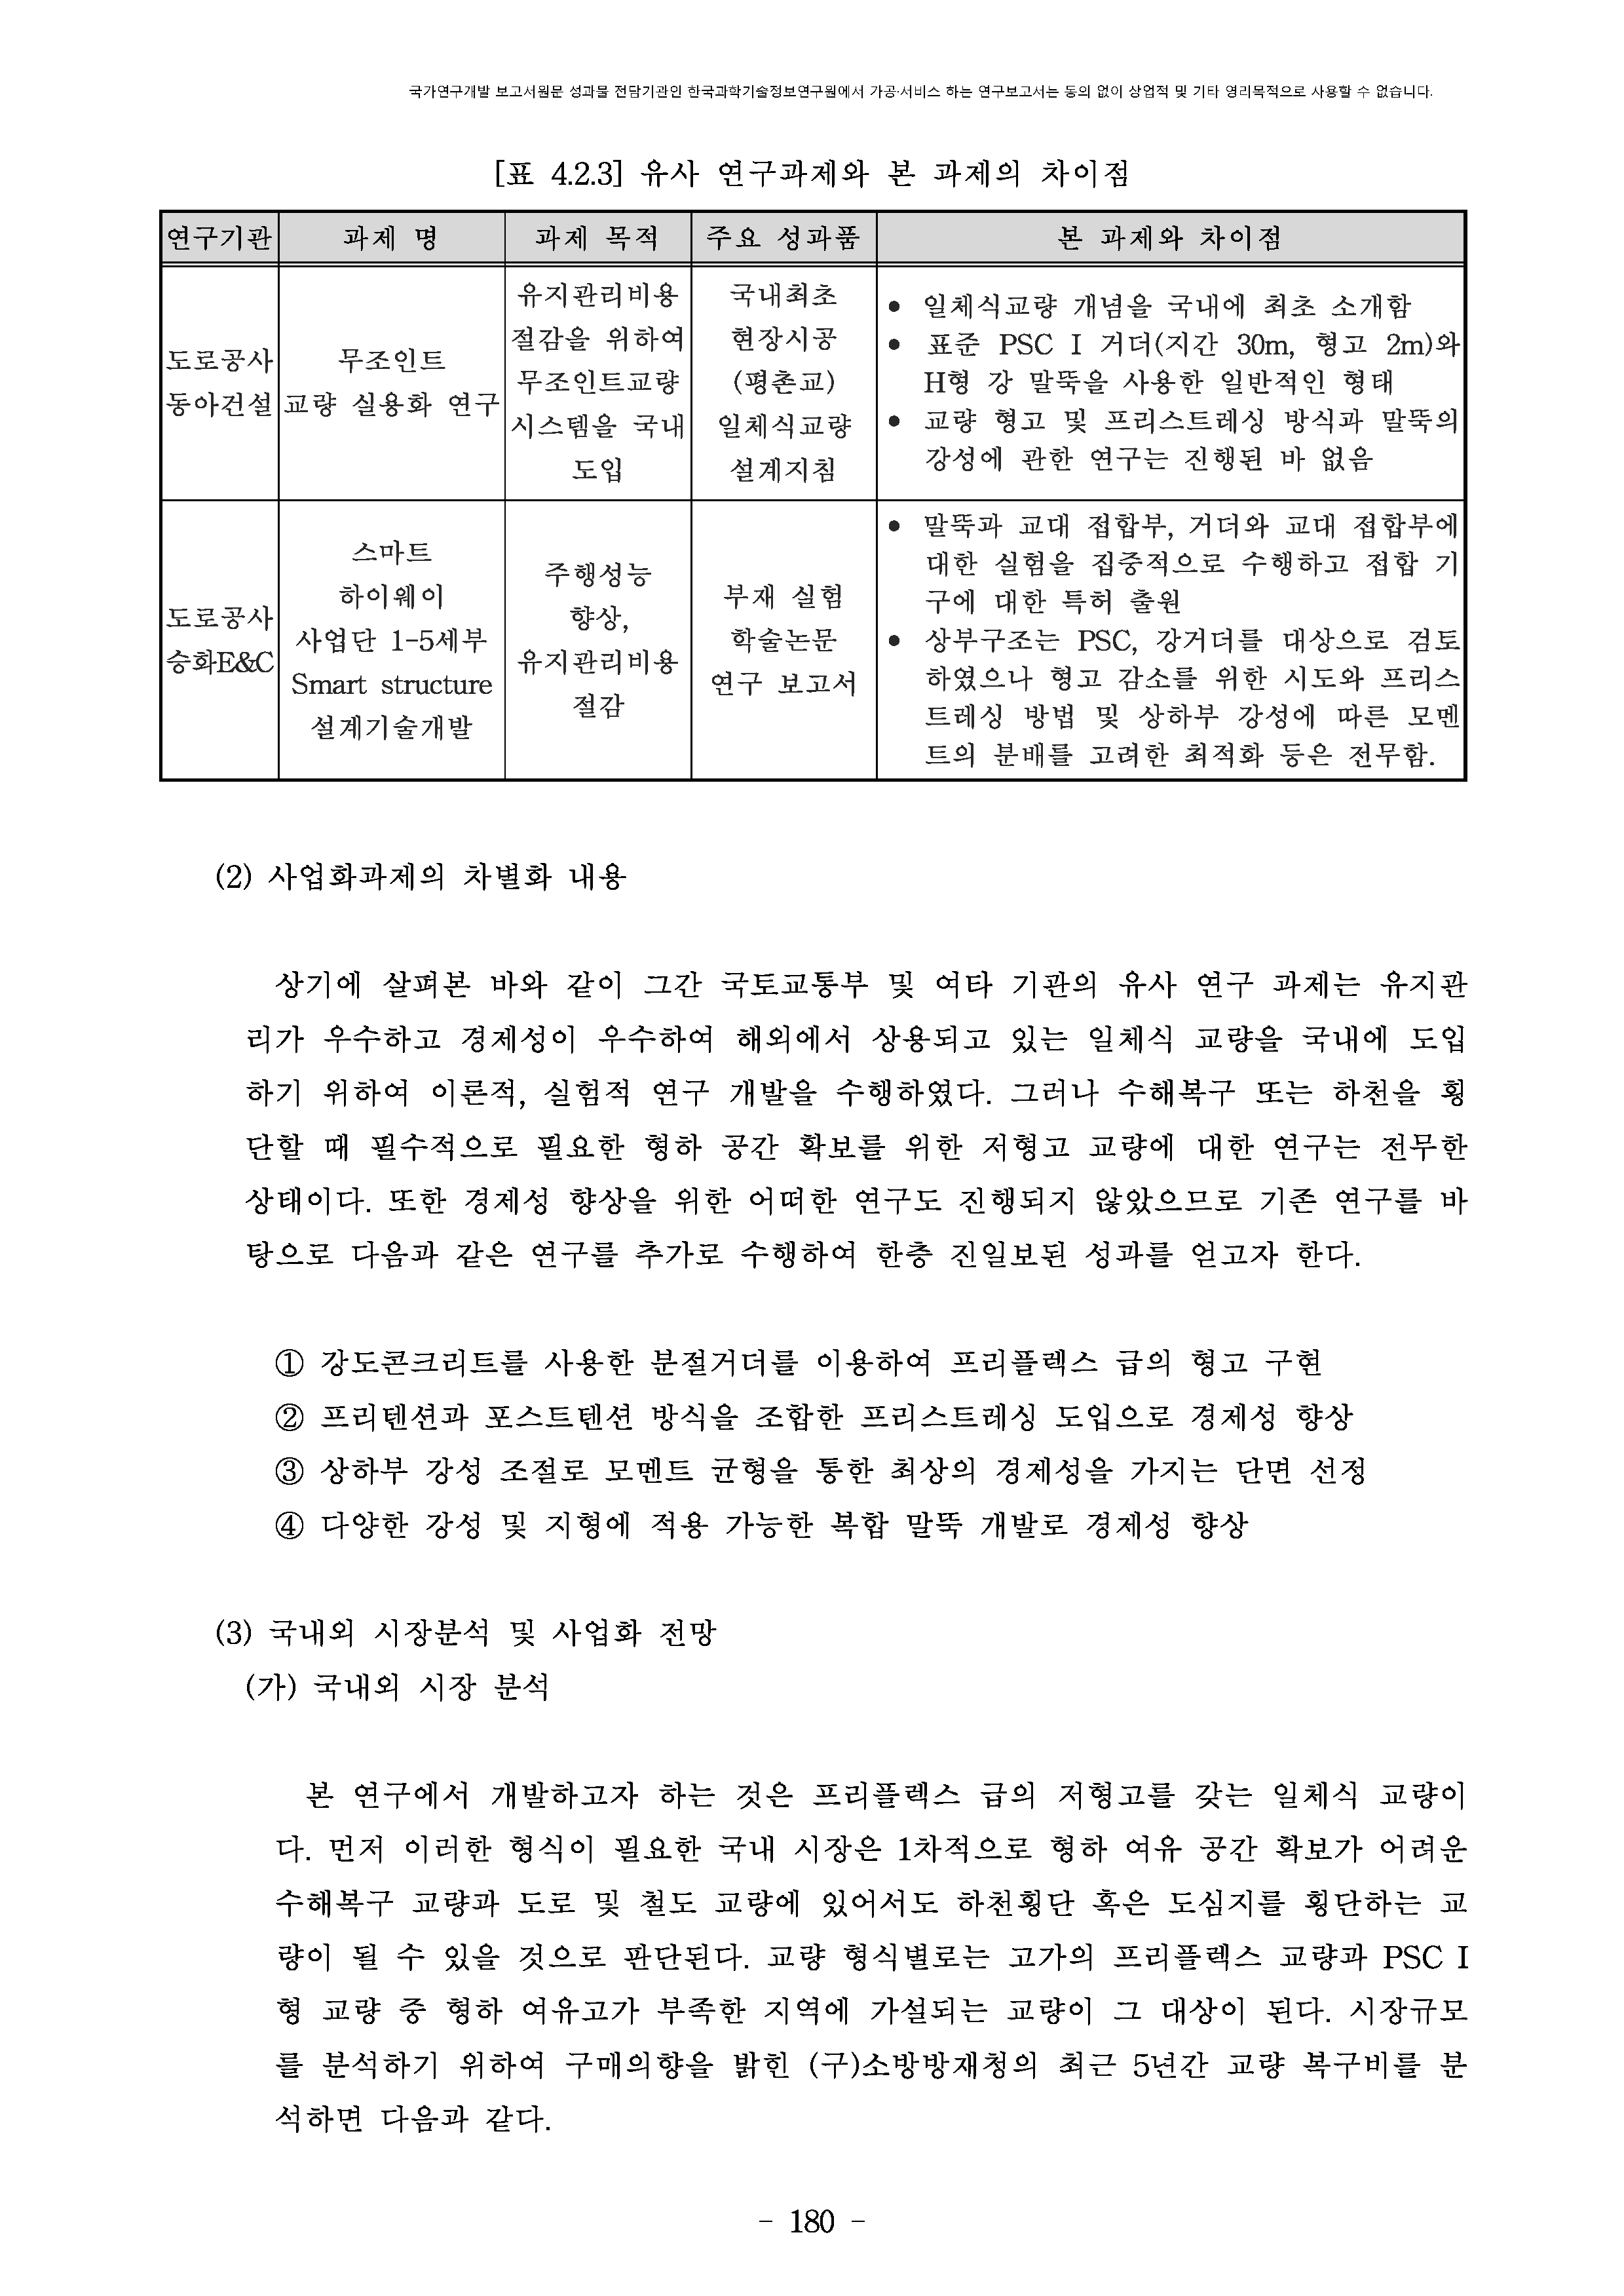 국가연구개발 보고서원문 성과물 전담기관인 한국과학기술정보연구원에서 가공·서비스 하는 연구보고서는 동의 없이 상업적 및 기타 영리목적으로 사용할 수 없습니다.
[표 4.2.3] 유사 연구과제와 본 과제의 차이점
연구기관 과제 명 과제 목적 주요 성과품 본 과제와 차이점
도로공사
동아건설
무조인트
교량 실용화 연구
유지관리비용
절감을 위하여
무조인트교량
시스템을 국내
도입
국내최초
현장시공
(평촌교)
일체식교량
설계지침
● 일체식교량 개념을 국내에 최초 소개함
● 표준 PSC I 거더(지간 30m, 형고 2m)와
H형 강 말뚝을 사용한 일반적인 형태
● 교량 형고 및 프리스트레싱 방식과 말뚝의
강성에 관한 연구는 진행된 바 없음
도로공사
승화E&C
스마트
하이웨이
사업단 1-5세부
Smart structure
설계기술개발
주행성능
향상,
유지관리비용
절감
부재 실험
학술논문
연구 보고서
● 말뚝과 교대 접합부, 거더와 교대 접합부에
대한 실험을 집중적으로 수행하고 접합 기
구에 대한 특허 출원
● 상부구조는 PSC, 강거더를 대상으로 검토
하였으나 형고 감소를 위한 시도와 프리스
트레싱 방법 및 상하부 강성에 따른 모멘
트의 분배를 고려한 최적화 등은 전무함.
(2) 사업화과제의 차별화 내용
상기에 살펴본 바와 같이 그간 국토교통부 및 여타 기관의 유사 연구 과제는 유지관
리가 우수하고 경제성이 우수하여 해외에서 상용되고 있는 일체식 교량을 국내에 도입
하기 위하여 이론적, 실험적 연구 개발을 수행하였다. 그러나 수해복구 또는 하천을 횡
단할 때 필수적으로 필요한 형하 공간 확보를 위한 저형고 교량에 대한 연구는 전무한
상태이다. 또한 경제성 향상을 위한 어떠한 연구도 진행되지 않았으므로 기존 연구를 바
탕으로 다음과 같은 연구를 추가로 수행하여 한층 진일보된 성과를 얻고자 한다.
① 강도콘크리트를 사용한 분절거더를 이용하여 프리플렉스 급의 형고 구현
② 프리텐션과 포스트텐션 방식을 조합한 프리스트레싱 도입으로 경제성 향상
③ 상하부 강성 조절로 모멘트 균형을 통한 최상의 경제성을 가지는 단면 선정
④ 다양한 강성 및 지형에 적용 가능한 복합 말뚝 개발로 경제성 향상
(3) 국내외 시장분석 및 사업화 전망
(가) 국내외 시장 분석
본 연구에서 개발하고자 하는 것은 프리플렉스 급의 저형고를 갖는 일체식 교량이
다. 먼저 이러한 형식이 필요한 국내 시장은 1차적으로 형하 여유 공간 확보가 어려운
수해복구 교량과 도로 및 철도 교량에 있어서도 하천횡단 혹은 도심지를 횡단하는 교
량이 될 수 있을 것으로 판단된다. 교량 형식별로는 고가의 프리플렉스 교량과 PSC I
형 교량 중 형하 여유고가 부족한 지역에 가설되는 교량이 그 대상이 된다. 시장규모
를 분석하기 위하여 구매의향을 밝힌 (구)소방방재청의 최근 5년간 교량 복구비를 분
석하면 다음과 같다.
- 180 -